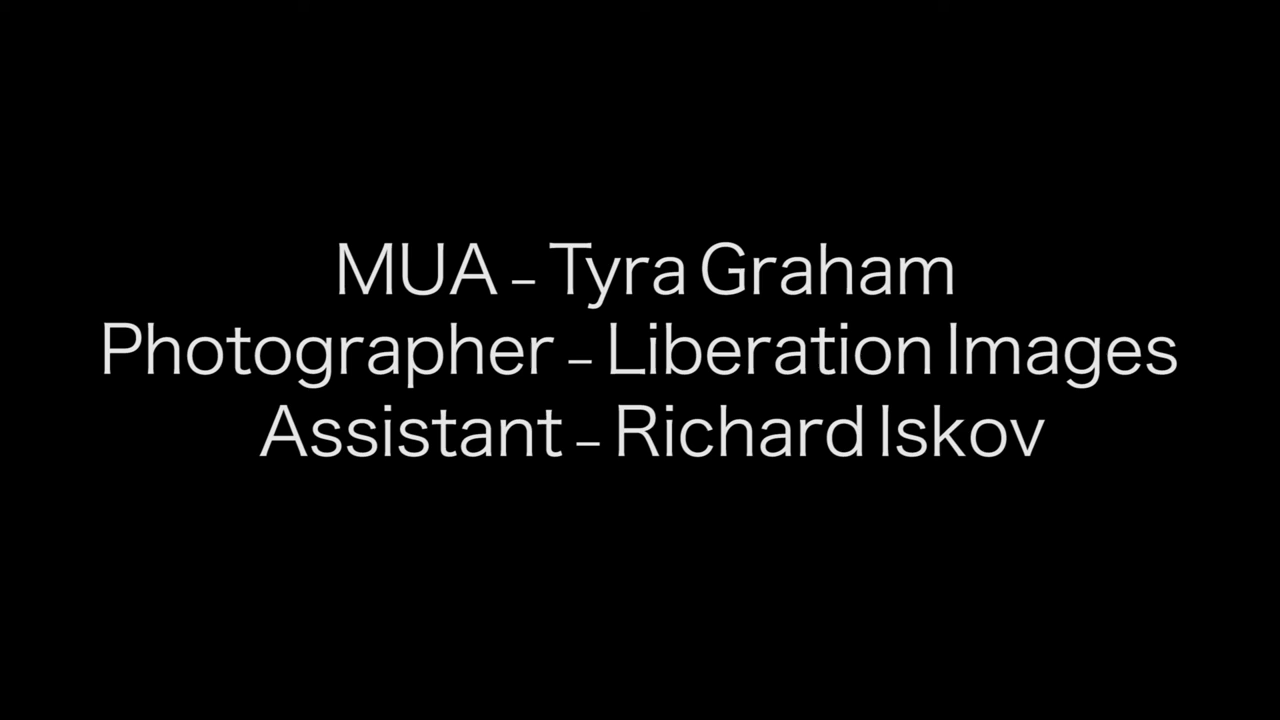 MUA – Tyra Graham
Photographer – Liberation Images
Assistant – Richard Iskov